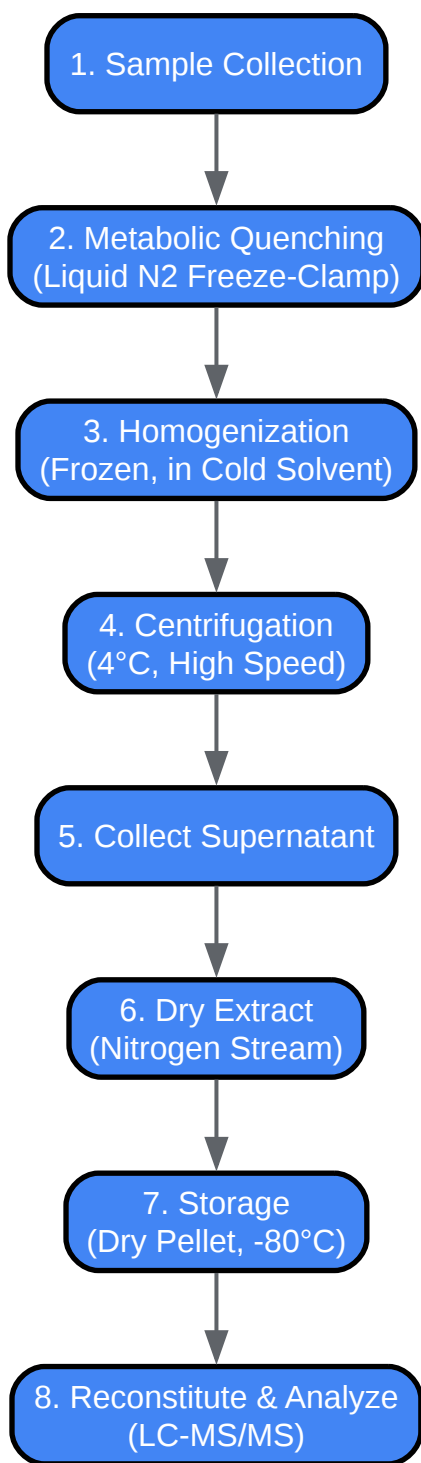 1. Sample Collection
2. Metabolic Quenching
(Liquid N2 Freeze-Clamp)
3. Homogenization
(Frozen, in Cold Solvent)
4. Centrifugation
(4°C, High Speed)
5. Collect Supernatant
6. Dry Extract
(Nitrogen Stream)
7. Storage
(Dry Pellet, -80°C)
8. Reconstitute & Analyze
(LC-MS/MS)